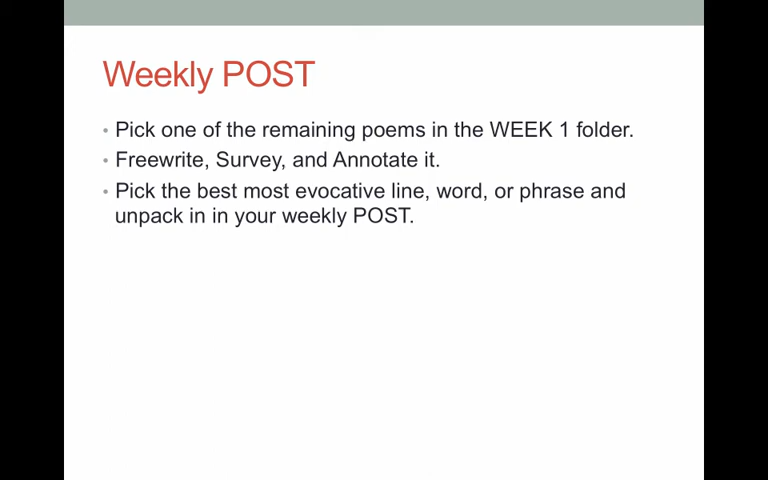 Weekly POST
• Pick one of the remaining poems in the WEEK 1 folder.
• Freewrite, Survey, and Annotate it.
• Pick the best most evocative line, word, or phrase and
unpack in in your weekly POST.